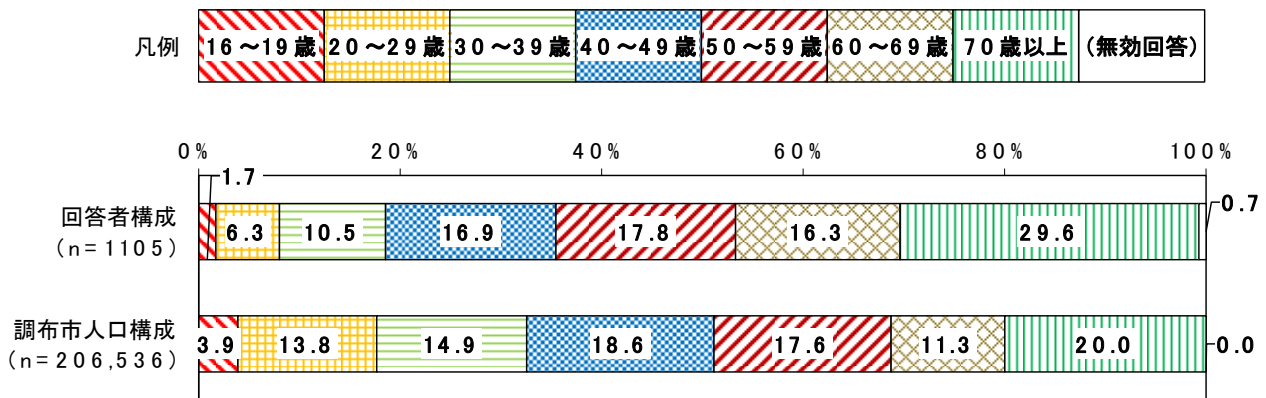 凡例 16～19歳 20～29歳 30～39歳 40～49歳 50～59歳 60～69歳 70歳以上 (無効回答)
0% 20% 40% 60% 80% 100%
1.7
回答者構成
(n=1105)
6.3 10.5 16.9 17.8 16.3 29.6 0.7
調布市人口構成
(n=206,536)
3.9 13.8 14.9 18.6 17.6 11.3 20.0 0.0